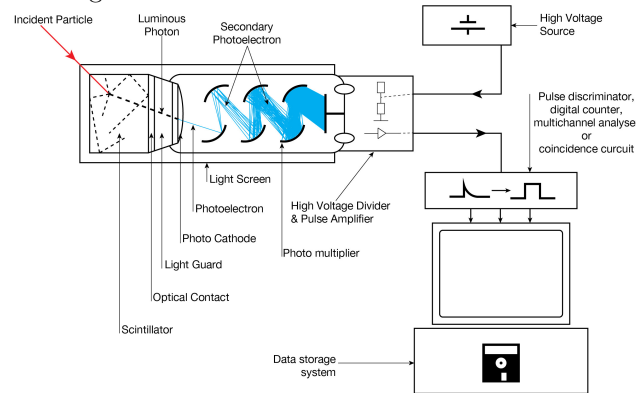 Incident Particle
Luminous
Photon
Secondary
Photoelectron
High Voltage
Source
Pulse discriminator,
digital counter,
multichannel analyse
or
coincidence curcuit
Light Screen
Photoelectron
High Voltage Divider
& Pulse Amplifier
Photo Cathode
Photo multiplier
Light Guard
Optical Contact
Scintillator
Data storage
system